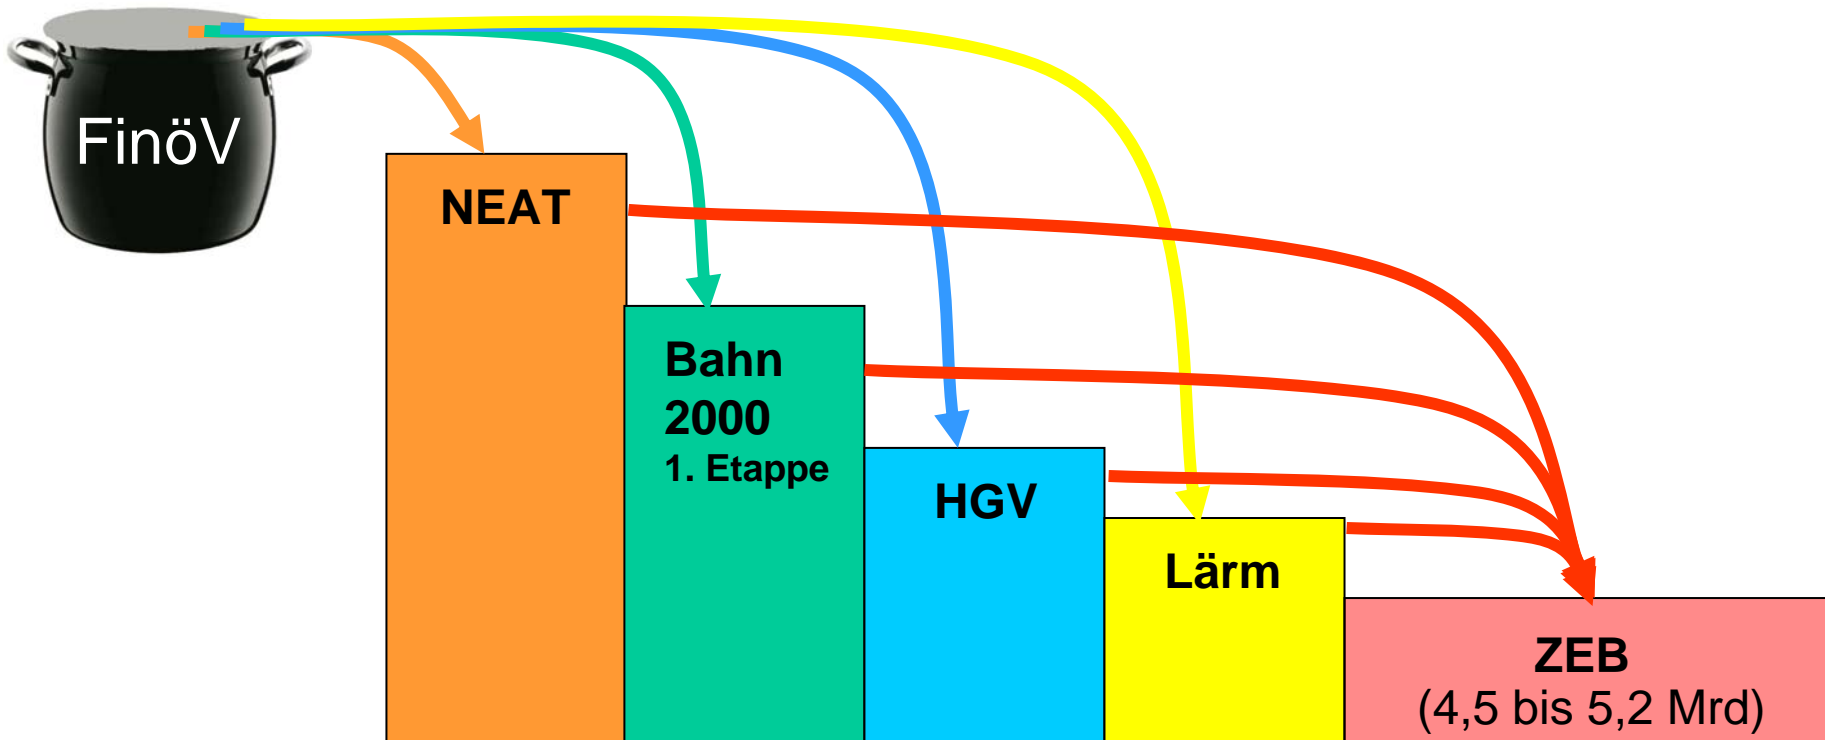 FinöV
NEAT
Bahn
2000
1. Etappe
HGV
Lärm
ZEB
(4,5 bis 5,2 Mrd)